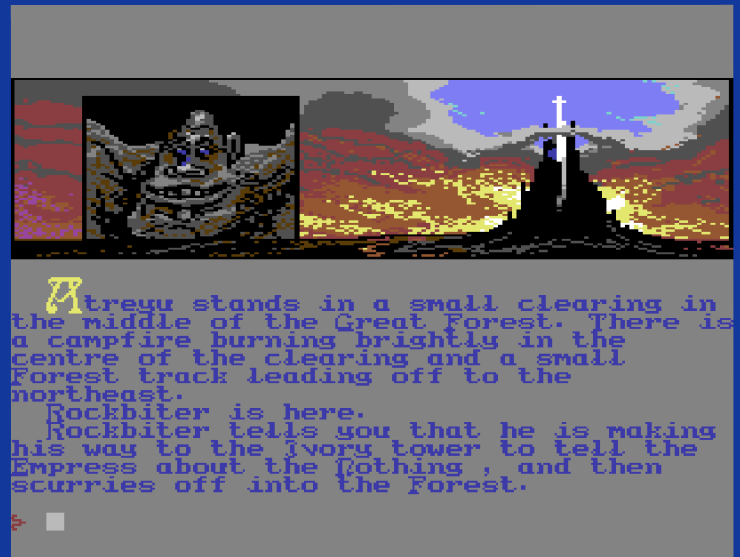 Atreyu stands in a small clearing in
the middle of the Great Forest. There is
a campfire burning brightly in the
centre of the clearing and a small
Forest track leading off to the
northeast.
Rockbiter is here.
Rockbiter tells you that he is making
his way to the Ivory tower to tell the
Empress about the Nothing , and then
scurries off into the Forest.
>